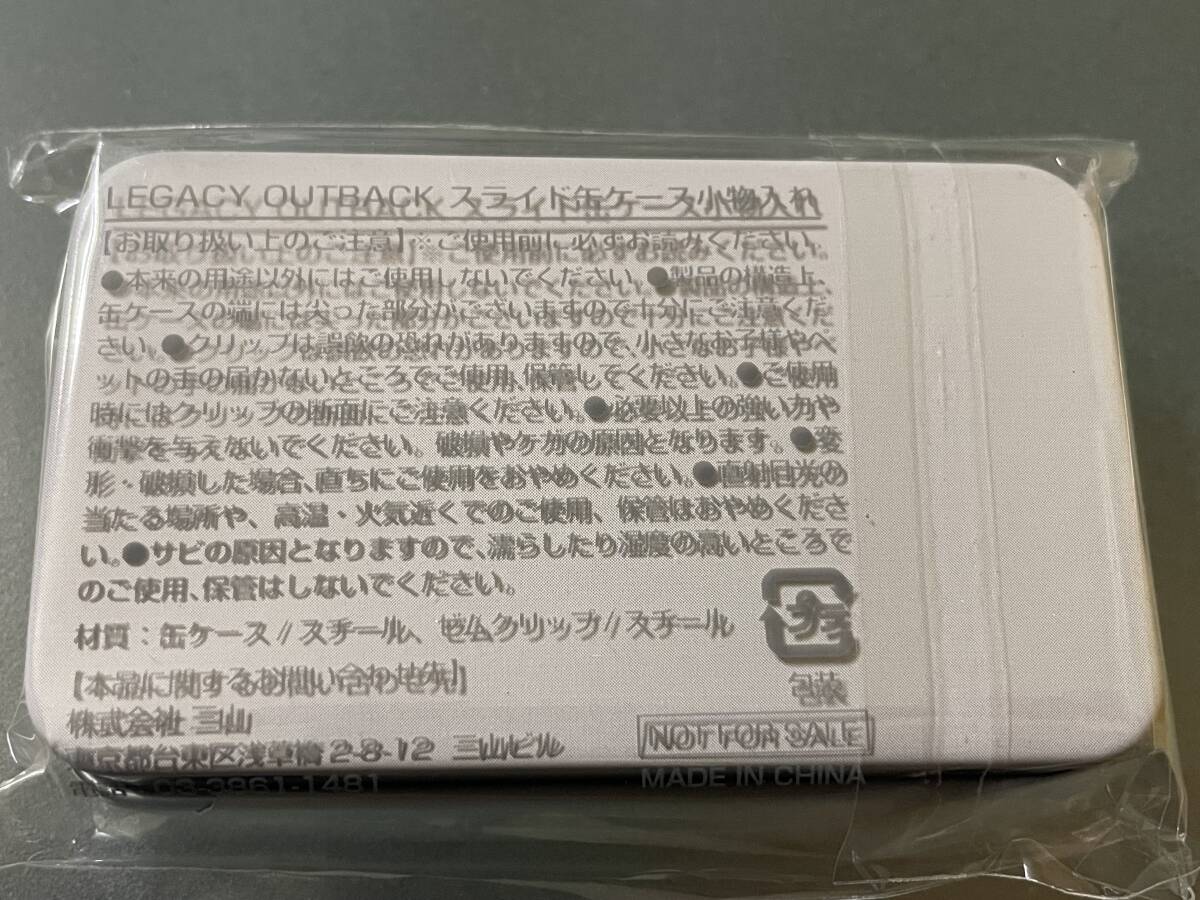 LEGACY OUTBACK スライド缶ケース小物入れ
【お取り扱い上のご注意】※ご使用前に必ずお読みください。
●本来の用途以外にはご使用しないでください。●製品の構造上、
缶ケースの端には尖った部分がございますので十分にご注意くだ
さい。●クリップは誤飲の恐れがありますので、小さなお子様やペ
ットの手の届かないところでご使用、保管してください。●ご使用
時にはクリップの断面にご注意ください。●必要以上の強い力や
衝撃を与えないでください。破損やケガの原因となります。●変
形・破損した場合、直ちにご使用をおやめください。●直射日光の
当たる場所や、高温・火気近くでのご使用、保管はおやめくださ
い。●サビの原因となりますので、濡らしたり湿度の高いところで
のご使用、保管はしないでください。
材質：缶ケース//スチール、ゼムクリップ//スチール
プラ
包装
【本品に関するお問い合わせ先】
株式会社 三山
東京都台東区浅草橋2-8-12 三山ビル
03-3861-1481
NOT FOR SALE
MADE IN CHINA